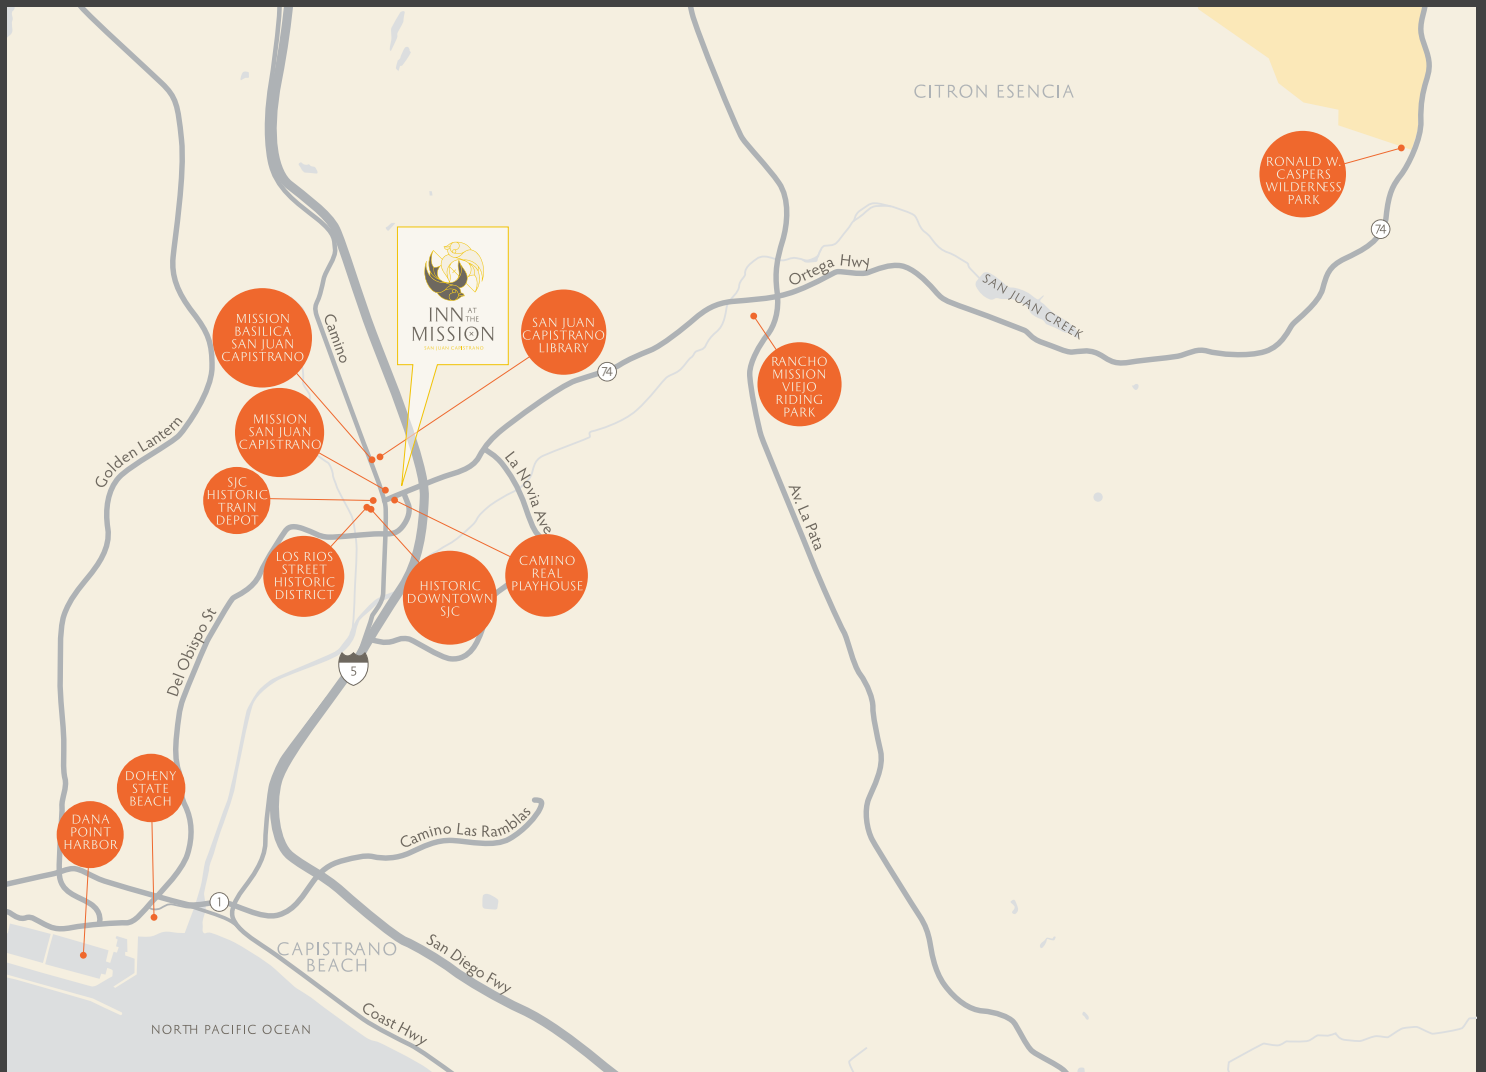 CITRON ESENCIA
RONALD W.
CASPERS
WILDERNESS
PARK
74
Ortega Hwy
SAN JUAN CREEK
INN AT THE
MISSION
SAN JUAN CAPISTRANO
MISSION
BASILICA
SAN JUAN
CAPISTRANO
Camino
SAN JUAN
CAPISTRANO
LIBRARY
74
RANCHO
MISSION
VIEJO
RIDING
PARK
MISSION
SAN JUAN
CAPISTRANO
Golden Lantern
SJC
HISTORIC
TRAIN
DEPOT
La Novia Ave
Av. La Pata
LOS RIOS
STREET
HISTORIC
DISTRICT
HISTORIC
DOWNTOWN
SJC
CAMINO
REAL
PLAYHOUSE
Del Obispo St
5
DOHENY
STATE
BEACH
DANA
POINT
HARBOR
Camino Las Ramblas
1
CAPISTRANO
BEACH
San Diego Fwy
Coast Hwy
NORTH PACIFIC OCEAN